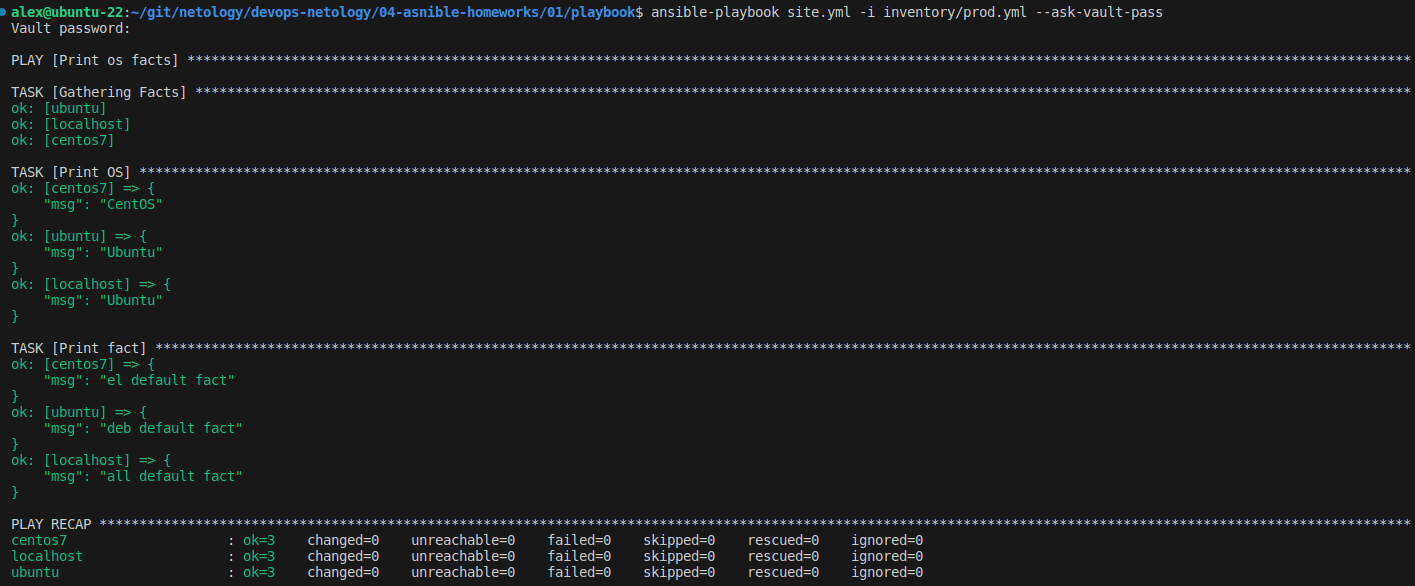 alex@ubuntu-22:~/git/netology/devops-netology/04-asnible-homeworks/01/playbook$ ansible-playbook site.yml -i inventory/prod.yml --ask-vault-pass
Vault password:

PLAY [Print os facts] *********************************************************************************************************************************************************

TASK [Gathering Facts] ********************************************************************************************************************************************************
ok: [ubuntu]
ok: [localhost]
ok: [centos7]

TASK [Print OS] ***************************************************************************************************************************************************************
ok: [centos7] => {
    "msg": "CentOS"
}
ok: [ubuntu] => {
    "msg": "Ubuntu"
}
ok: [localhost] => {
    "msg": "Ubuntu"
}

TASK [Print fact] *************************************************************************************************************************************************************
ok: [centos7] => {
    "msg": "el default fact"
}
ok: [ubuntu] => {
    "msg": "deb default fact"
}
ok: [localhost] => {
    "msg": "all default fact"
}

PLAY RECAP ********************************************************************************************************************************************************************
centos7                    : ok=3    changed=0    unreachable=0    failed=0    skipped=0    rescued=0    ignored=0
localhost                  : ok=3    changed=0    unreachable=0    failed=0    skipped=0    rescued=0    ignored=0
ubuntu                     : ok=3    changed=0    unreachable=0    failed=0    skipped=0    rescued=0    ignored=0